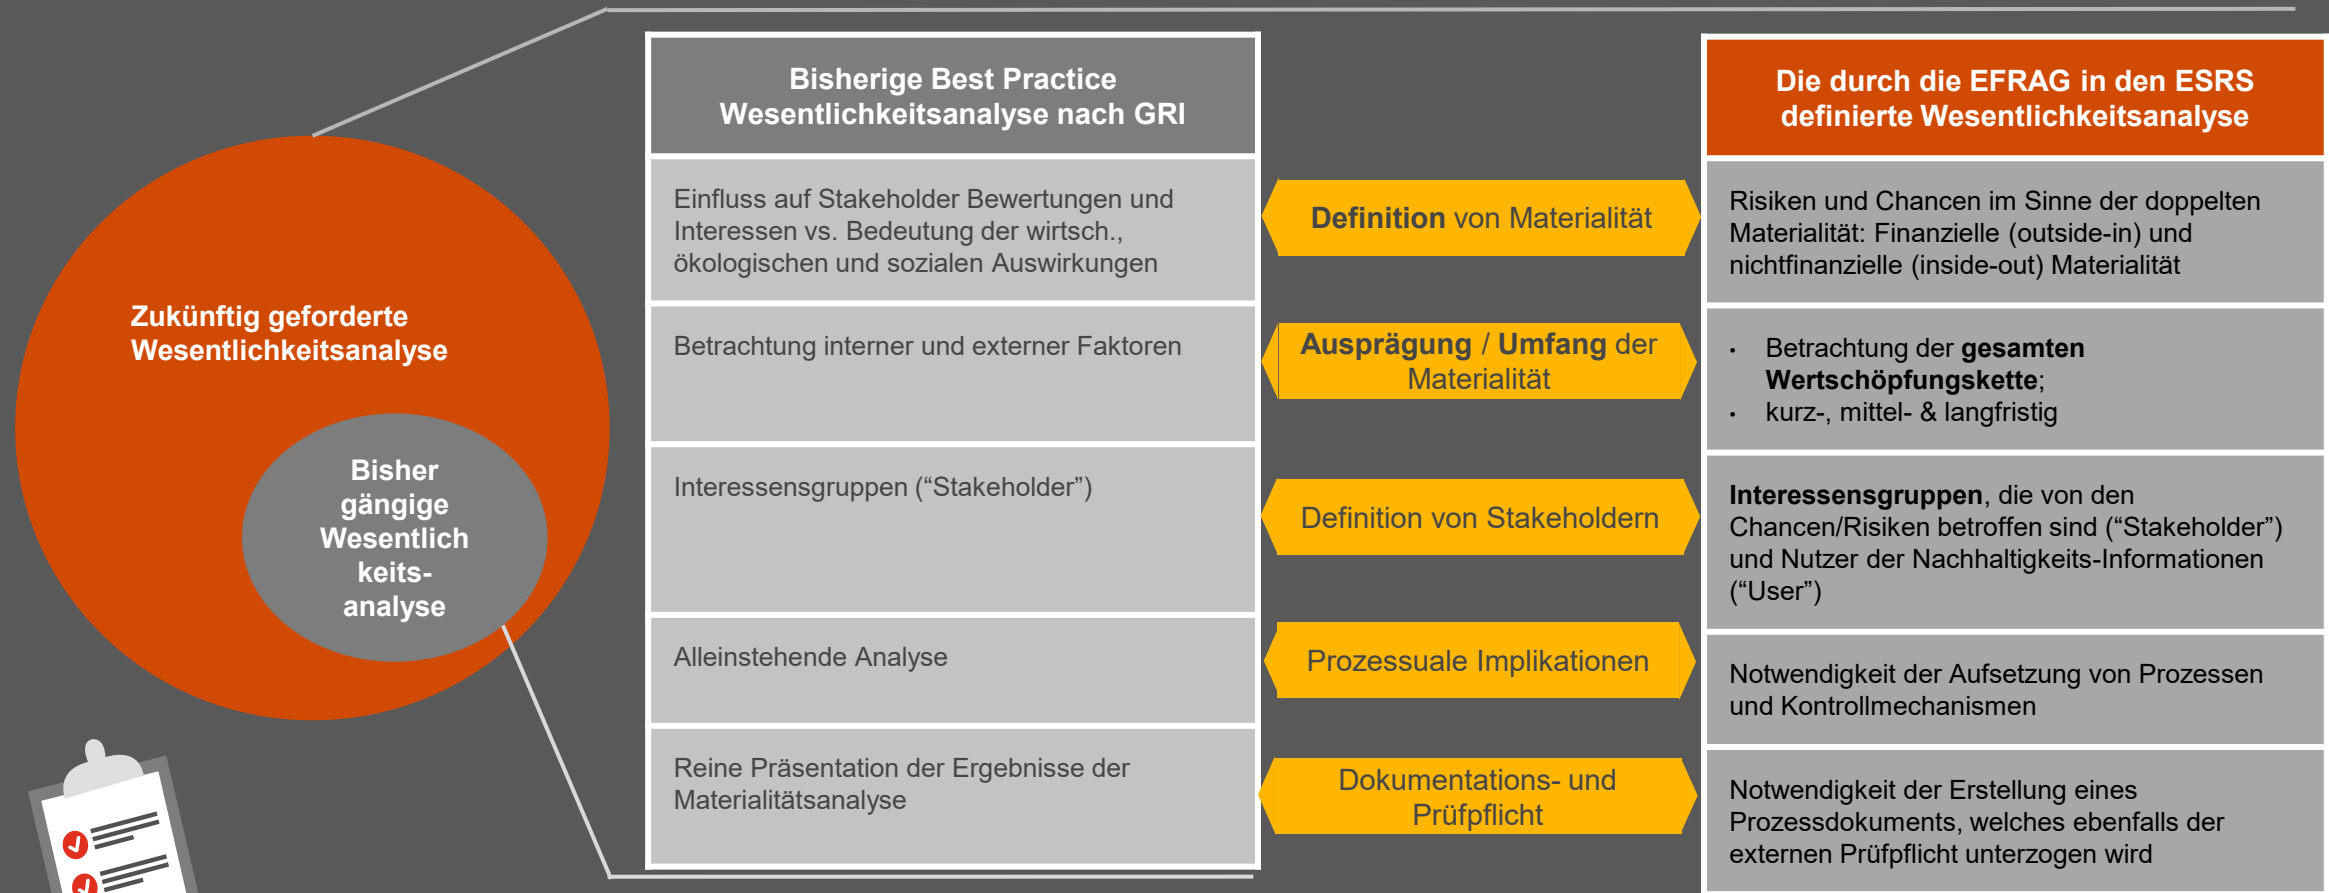 Zukünftig geforderte
Wesentlichkeitsanalyse
Bisher
gängige
Wesentlich
keits-
analyse
Bisherige Best Practice
Wesentlichkeitsanalyse nach GRI
Die durch die EFRAG in den ESRS
definierte Wesentlichkeitsanalyse
Einfluss auf Stakeholder Bewertungen und
Interessen vs. Bedeutung der wirtsch.,
ökologischen und sozialen Auswirkungen
Definition von Materialität
Risiken und Chancen im Sinne der doppelten
Materialität: Finanzielle (outside-in) und
nichtfinanzielle (inside-out) Materialität
Betrachtung interner und externer Faktoren
Ausprägung / Umfang der
Materialität
• Betrachtung der gesamten
Wertschöpfungskette;
• kurz-, mittel- & langfristig
Interessensgruppen (“Stakeholder”)
Definition von Stakeholdern
Interessensgruppen, die von den
Chancen/Risiken betroffen sind (“Stakeholder”)
und Nutzer der Nachhaltigkeits-Informationen
(“User”)
Alleinstehende Analyse
Prozessuale Implikationen
Notwendigkeit der Aufsetzung von Prozessen
und Kontrollmechanismen
Reine Präsentation der Ergebnisse der
Materialitätsanalyse
Dokumentations- und
Prüfpflicht
Notwendigkeit der Erstellung eines
Prozessdokuments, welches ebenfalls der
externen Prüfpflicht unterzogen wird